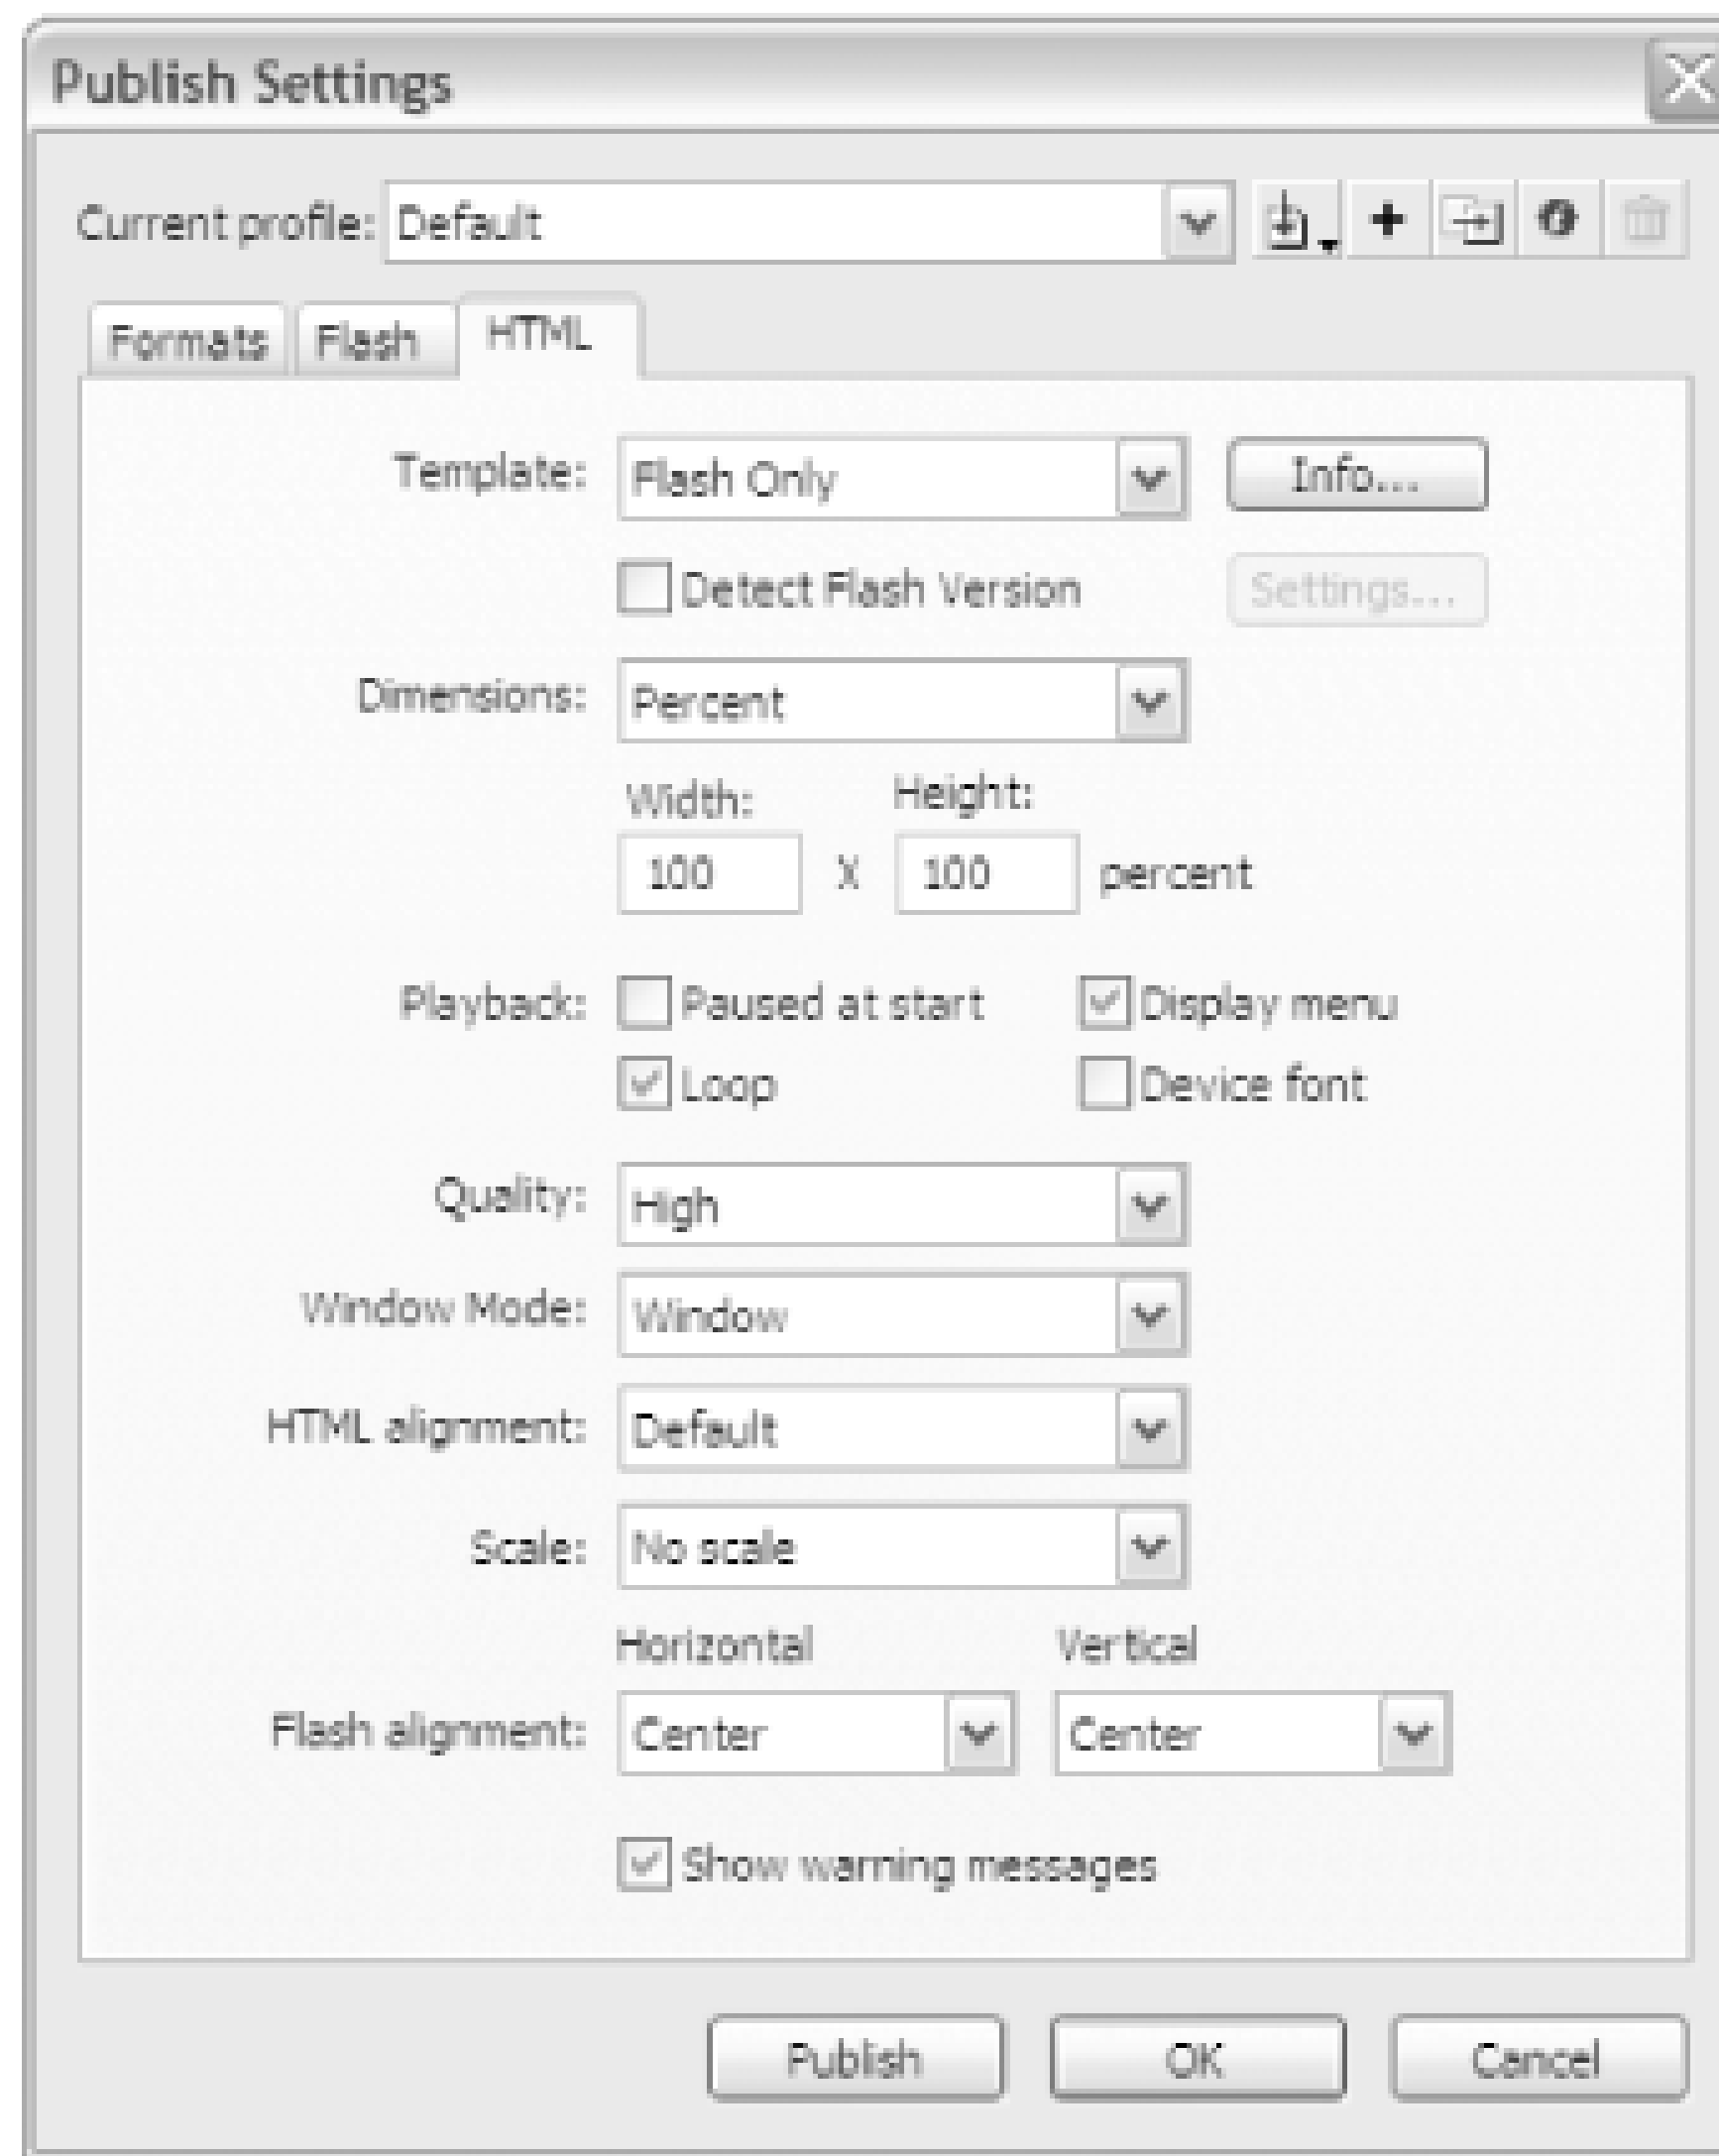 Publish Settings
Current profile: Default
Formats Flash HTML
Template: Flash Only Info...
Detect Flash Version Settings...
Dimensions: Percent
Width: Height:
100 X 100 percent
Playback: Paused at start Display menu
Loop Device font
Quality: High
Window Mode: Window
HTML alignment: Default
Scale: No scale
Horizontal Vertical
Flash alignment: Center Center
Show warning messages
Publish OK Cancel